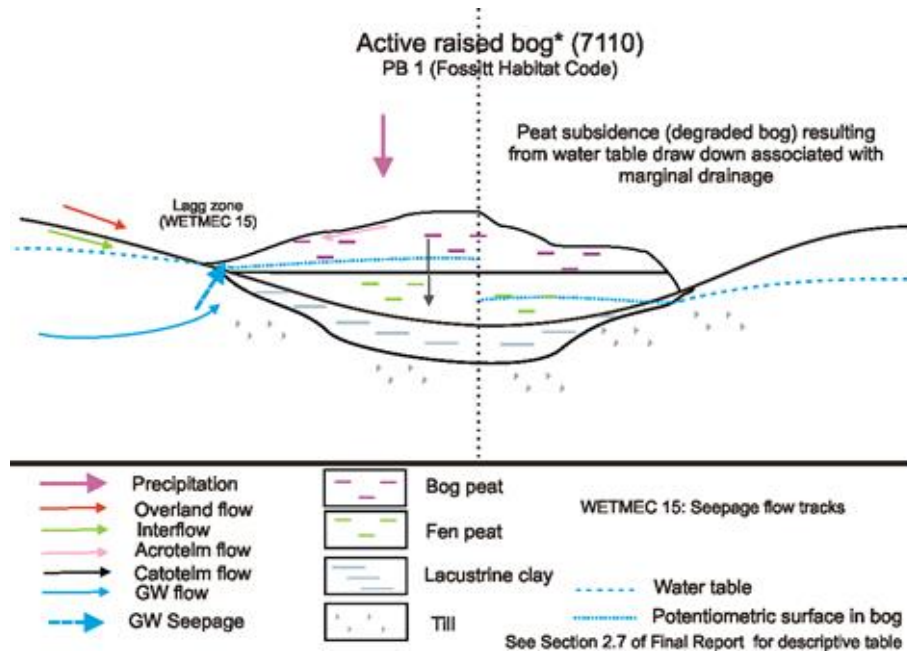 Active raised bog* (7110)
PB 1 (Fossitt Habitat Code)
Peat subsidence (degraded bog) resulting
from water table draw down associated with
marginal drainage
Lagg zone
(WETMEC 15)
Precipitation
Overland flow
Interflow
Acrotelm flow
Catotelm flow
GW flow
GW Seepage
Bog peat
Fen peat
Lacustrine clay
Till
WETMEC 15: Seepage flow tracks
Water table
Potentiometric surface in bog
See Section 2.7 of Final Report for descriptive table